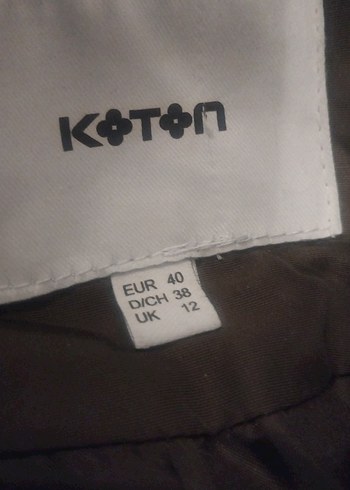 KOTON
EUR 40
D/CH 38
UK 12